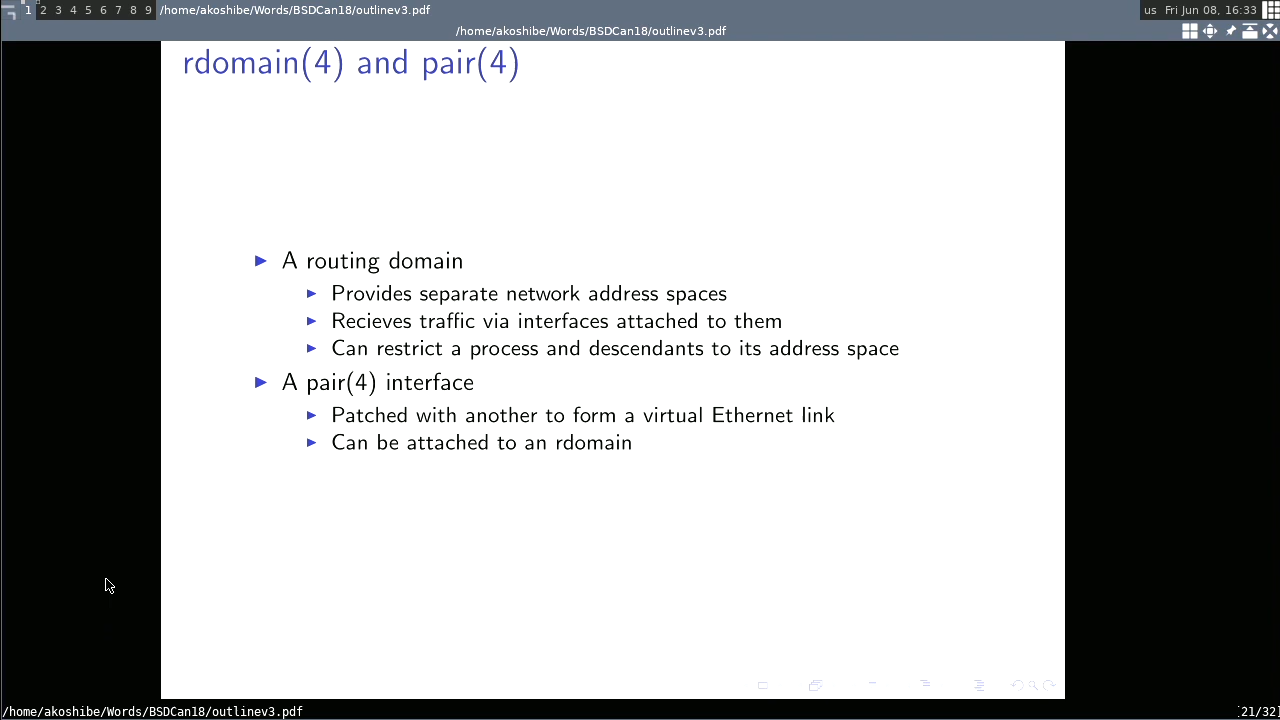 1 2 3 4 5 6 7 8 9 /home/akoshibe/Words/BSDCan18/outlinev3.pdf us Fri Jun 08, 16:33
/home/akoshibe/Words/BSDCan18/outlinev3.pdf
rdomain(4) and pair(4)
A routing domain
Provides separate network address spaces
Recieves traffic via interfaces attached to them
Can restrict a process and descendants to its address space
A pair(4) interface
Patched with another to form a virtual Ethernet link
Can be attached to an rdomain
/home/akoshibe/Words/BSDCan18/outlinev3.pdf [21/32]